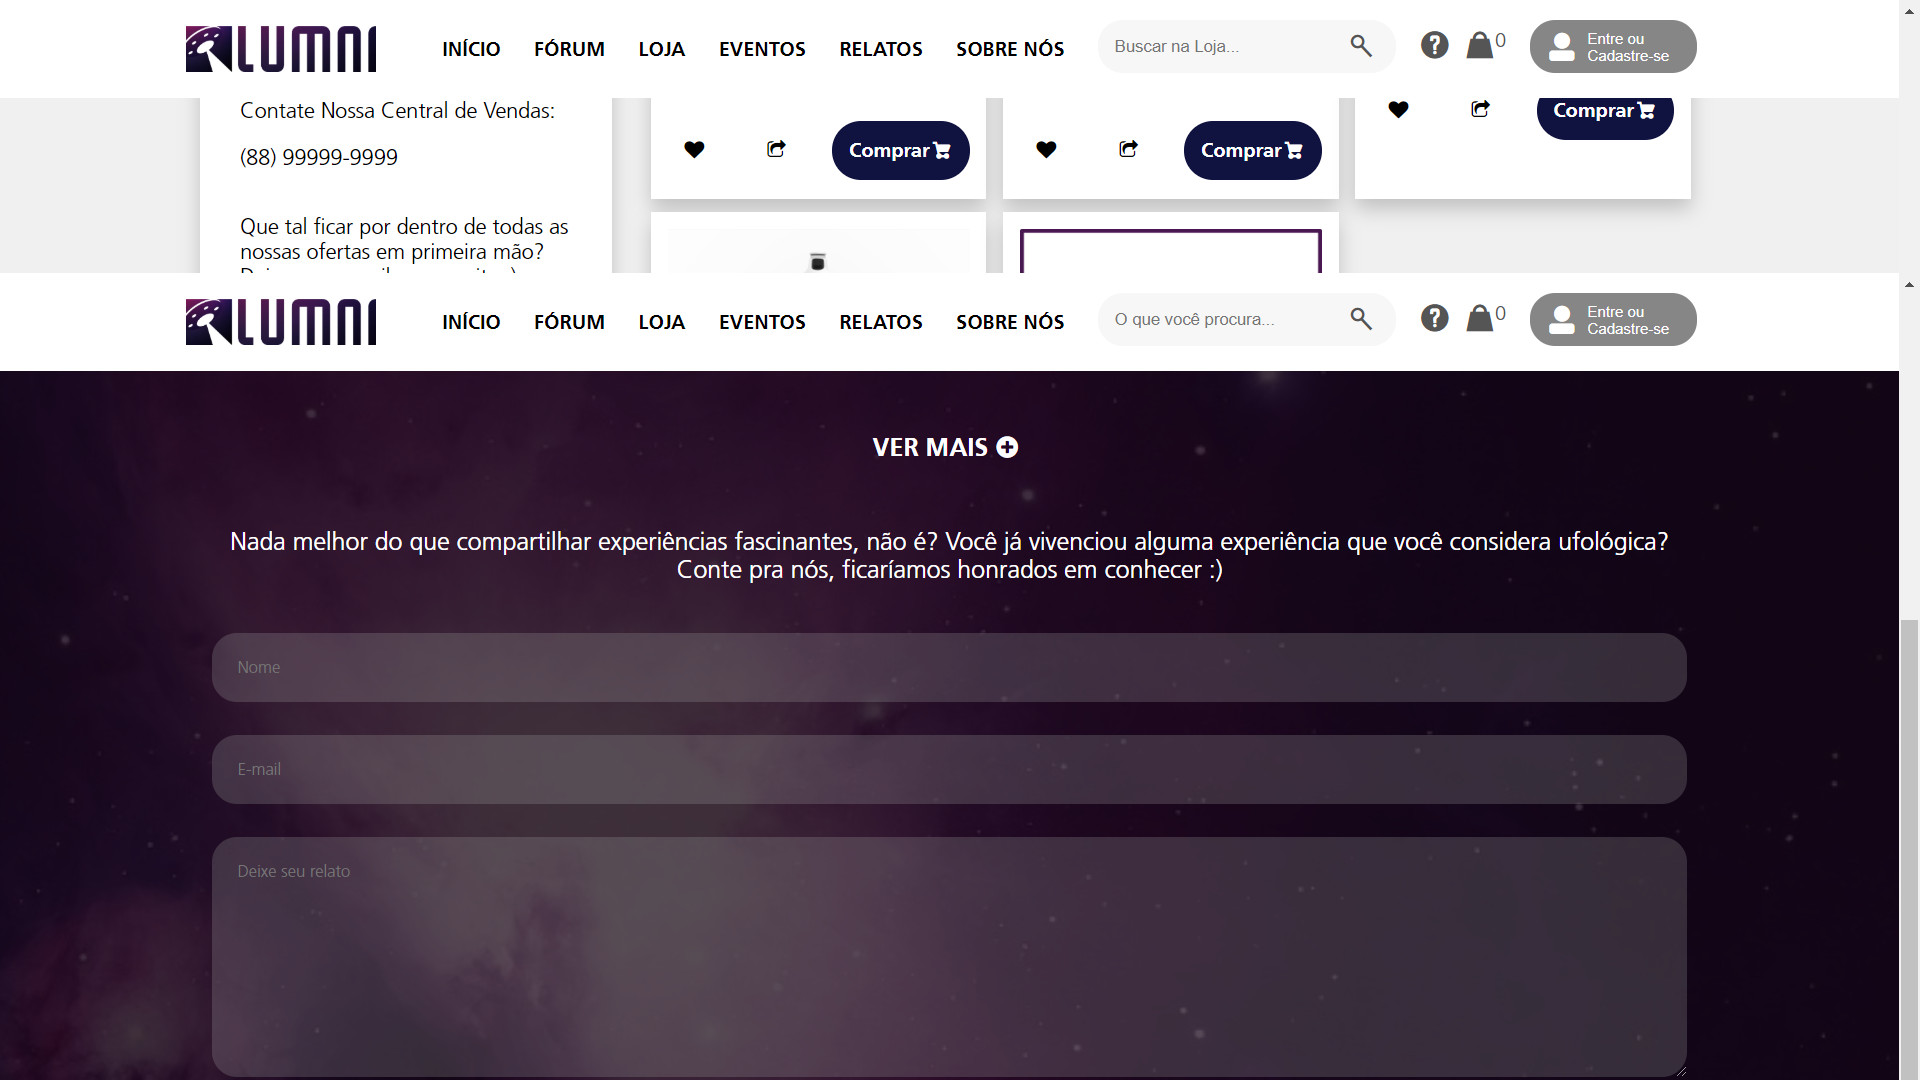 LUMNI
INÍCIO FÓRUM LOJA EVENTOS RELATOS SOBRE NÓS
Buscar na Loja...
0
Entre ou
Cadastre-se
Contate Nossa Central de Vendas:
(88) 99999-9999
Comprar
Comprar
Comprar
Que tal ficar por dentro de todas as
nossas ofertas em primeira mão?
LUMNI
INÍCIO FÓRUM LOJA EVENTOS RELATOS SOBRE NÓS
O que você procura...
0
Entre ou
Cadastre-se
VER MAIS
Nada melhor do que compartilhar experiências fascinantes, não é? Você já vivenciou alguma experiência que você considera ufológica?
Conte pra nós, ficaríamos honrados em conhecer :)
Nome
E-mail
Deixe seu relato